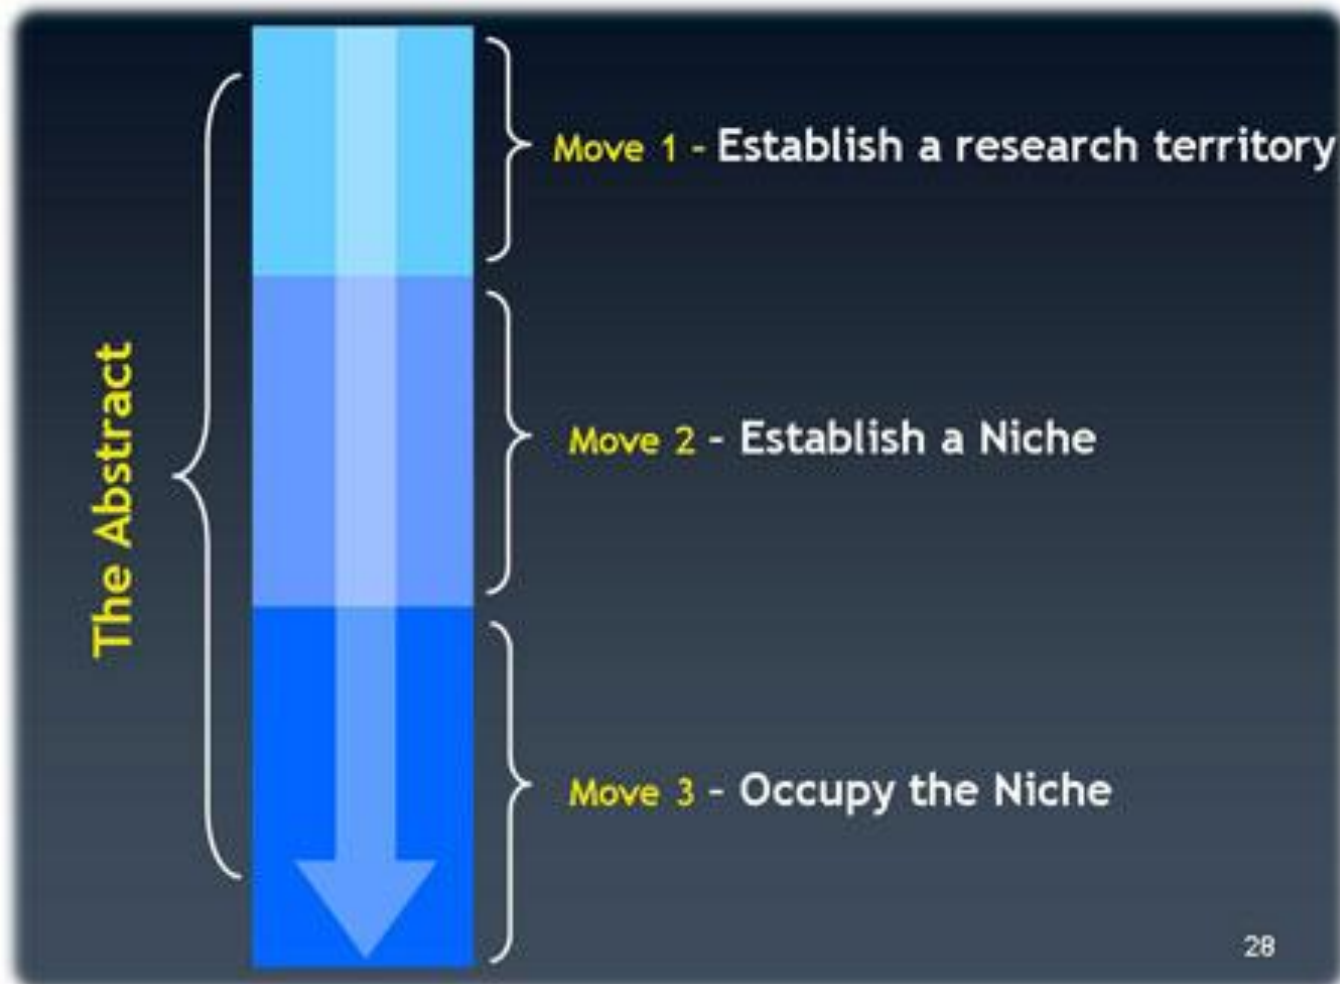 The Abstract
Move 1 - Establish a research territory
Move 2 - Establish a Niche
Move 3 - Occupy the Niche
28